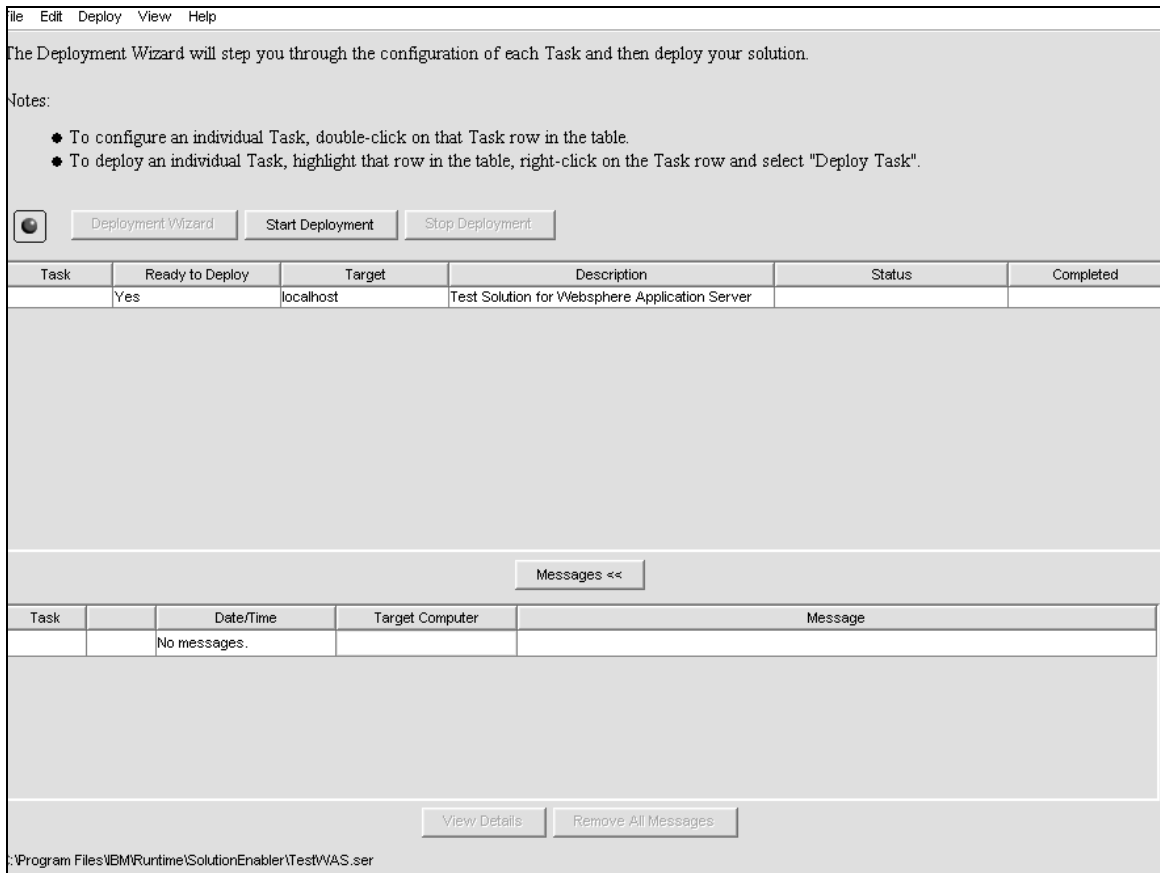 ile Edit Deploy View Help
The Deployment Wizard will step you through the configuration of each Task and then deploy your solution.
Notes:
● To configure an individual Task, double-click on that Task row in the table.
● To deploy an individual Task, highlight that row in the table, right-click on the Task row and select "Deploy Task".
Deployment Wizard Start Deployment Stop Deployment
Task Ready to Deploy Target Description Status Completed
Yes localhost Test Solution for Websphere Application Server
Messages <<
Task Date/Time Target Computer Message
No messages.
View Details Remove All Messages
:\Program Files\IBM\Runtime\SolutionEnabler\TestWAS.ser